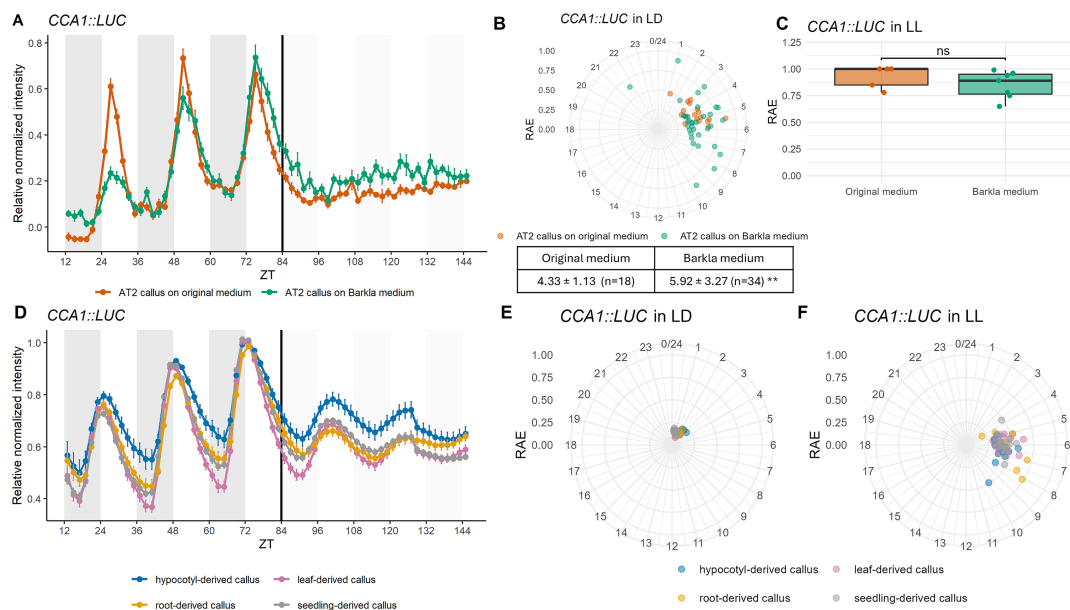 A
CCA1::LUC
Relative normalized intensity
0.8
0.6
0.4
0.2
0.0
12 24 36 48 60 72 84 96 108 120 132 144
ZT
AT2 callus on original medium AT2 callus on Barkla medium
B
CCA1::LUC in LD
RAE
1.00
0.75
0.50
0.25
0.00
0/24 1 2 3 4 5 6 7 8 9 10 11 12 13 14 15 16 17 18 19 20 21 22 23
AT2 callus on original medium AT2 callus on Barkla medium
Original medium Barkla medium
4.33 ± 1.13 (n=18) 5.92 ± 3.27 (n=34) **
C
CCA1::LUC in LL
RAE
1.25
1.00
0.75
0.50
0.25
0.00
ns
Original medium Barkla medium
D
CCA1::LUC
Relative normalized intensity
1.0
0.8
0.6
0.4
12 24 36 48 60 72 84 96 108 120 132 144
ZT
hypocotyl-derived callus leaf-derived callus
root-derived callus seedling-derived callus
E
CCA1::LUC in LD
RAE
1.00
0.75
0.50
0.25
0.00
0/24 1 2 3 4 5 6 7 8 9 10 11 12 13 14 15 16 17 18 19 20 21 22 23
F
CCA1::LUC in LL
RAE
1.00
0.75
0.50
0.25
0.00
0/24 1 2 3 4 5 6 7 8 9 10 11 12 13 14 15 16 17 18 19 20 21 22 23
hypocotyl-derived callus leaf-derived callus
root-derived callus seedling-derived callus